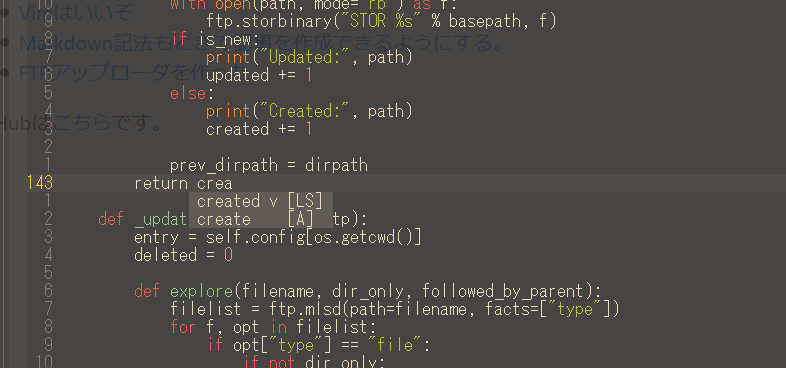 10 with open(path, mode="rb") as f:
9 ftp.storbinary("STOR %s" % basepath, f)
8 if is_new:
7 print("Updated:", path)
6 updated += 1
5 else:
4 print("Created:", path)
3 created += 1
2
1 prev_dirpath = dirpath
143 return crea
1 created v [LS]
2 def _updat create [A] tp):
3 entry = self.config[os.getcwd()]
4 deleted = 0
5
6 def explore(filename, dir_only, followed_by_parent):
7 filelist = ftp.mlsd(path=filename, facts=["type"])
8 for f, opt in filelist:
9 if opt["type"] == "file":
10 if not dir_only:
Vimはいいぞ
Markdown記法も 事を作成できるようにする。
FTPアップローダを作
Hubはこちらです。